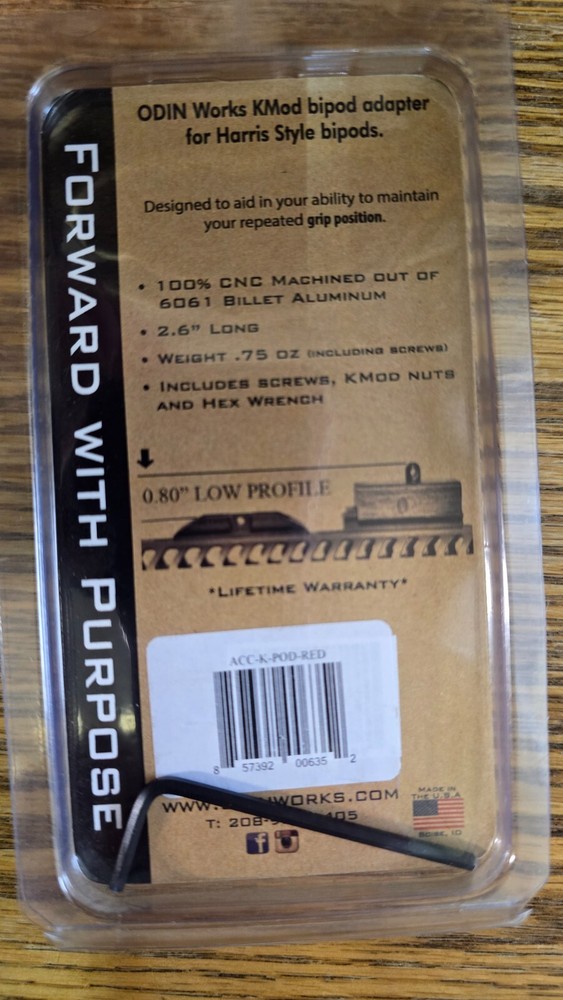 ODIN Works KMod bipod adapter
for Harris Style bipods.
FORWARD WITH PURPOSE
Designed to aid in your ability to maintain
your repeated grip position.
• 100% CNC MACHINED OUT OF
6061 BILLET ALUMINUM
• 2.6" LONG
• WEIGHT .75 OZ (INCLUDING SCREWS)
• INCLUDES SCREWS, KMOD NUTS
AND HEX WRENCH
0.80" LOW PROFILE
*LIFETIME WARRANTY*
ACC-K-POD-RED
8 57392 00635 2
MADE IN
THE U.S.A
BOISE, ID
T: 208-